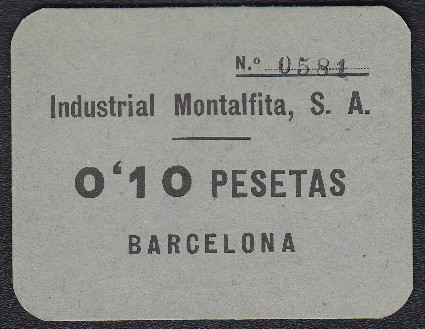 N.º 0581
Industrial Montalfita, S. A.
0'10 PESETAS
BARCELONA